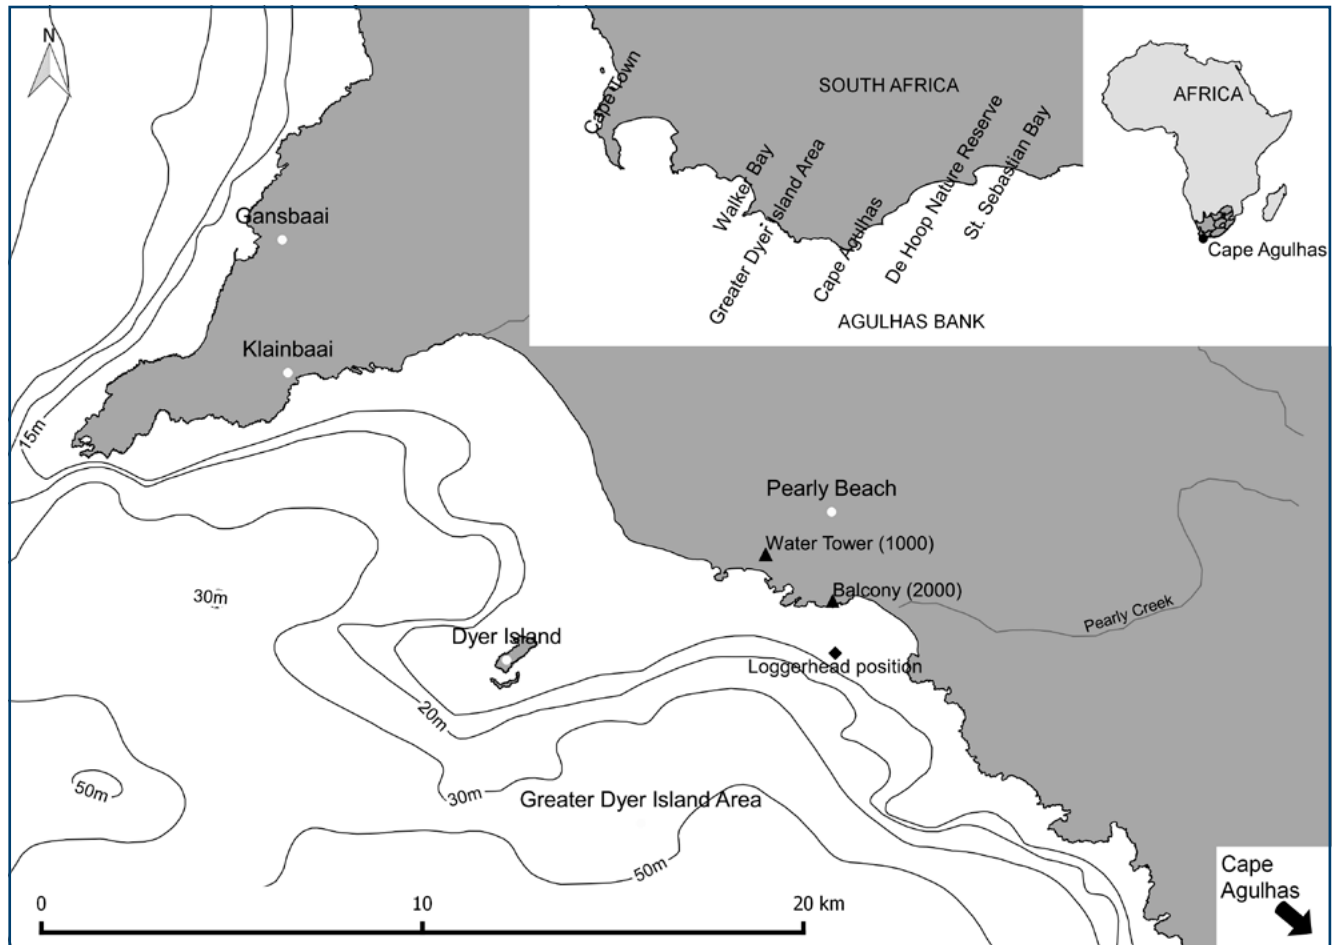 N
Cape Town
SOUTH AFRICA
Walker Bay
Greater Dyer Island Area
Cape Agulhas
De Hoop Nature Reserve
St. Sebastian Bay
AGULHAS BANK
AFRICA
Cape Agulhas
Gansbaai
Klainbaai
15m
Pearly Beach
Water Tower (1000)
Balcony (2000)
Pearly Creek
30m
Dyer Island
Loggerhead position
20m
50m
30m
Greater Dyer Island Area
50m
Cape
Agulhas
0 10 20 km